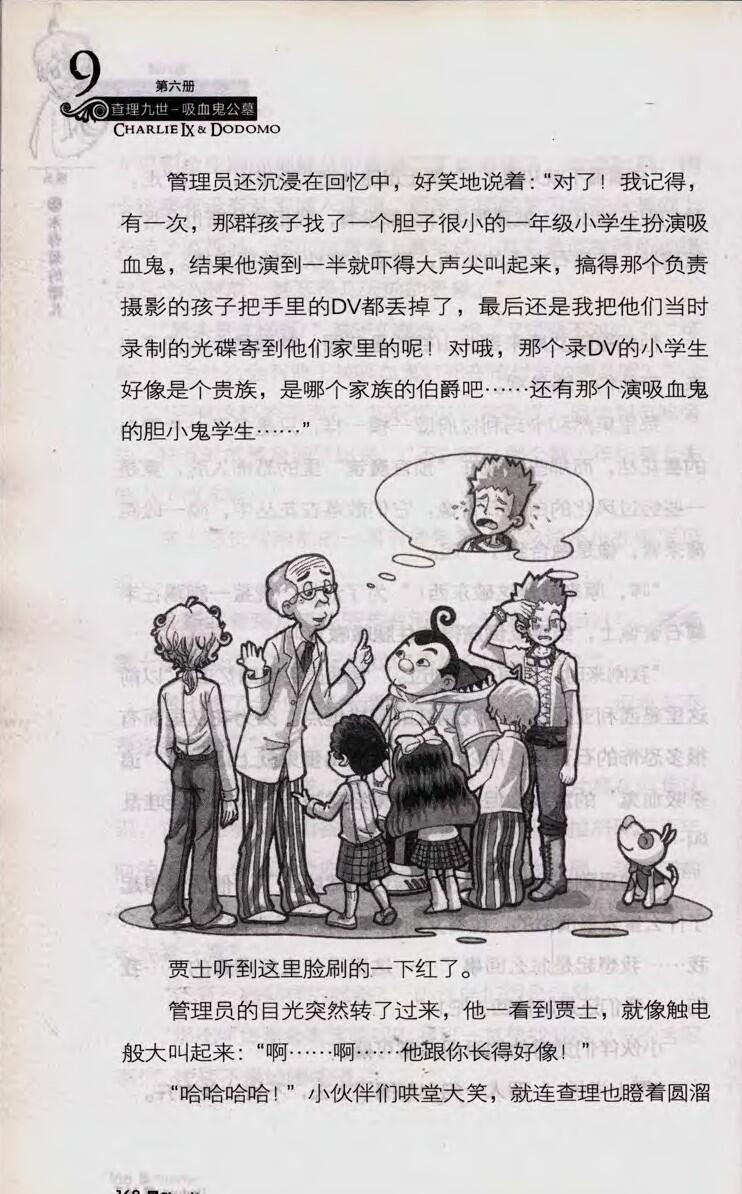 9
第六册
查理九世-吸血鬼公墓
CHARLIE IX & DODOMO
管理员还沉浸在回忆中，好笑地说着：“对了！我记得，
有一次，那群孩子找了一个胆子很小的一年级小学生扮演吸
血鬼，结果他演到一半就吓得大声尖叫起来，搞得那个负责
摄影的孩子把手里的DV都丢掉了，最后还是我把他们当时
录制的光碟寄到他们家里的呢！对哦，那个录DV的小学生
好像是个贵族，是哪个家族的伯爵吧……还有那个演吸血鬼
的胆小鬼学生……”
贾士听到这里脸刷的一下红了。
管理员的目光突然转了过来，他一看到贾士，就像触电
般大叫起来：“啊……啊……他跟你长得好像！”
“哈哈哈哈！”小伙伴们哄堂大笑，就连查理也瞪着圆溜